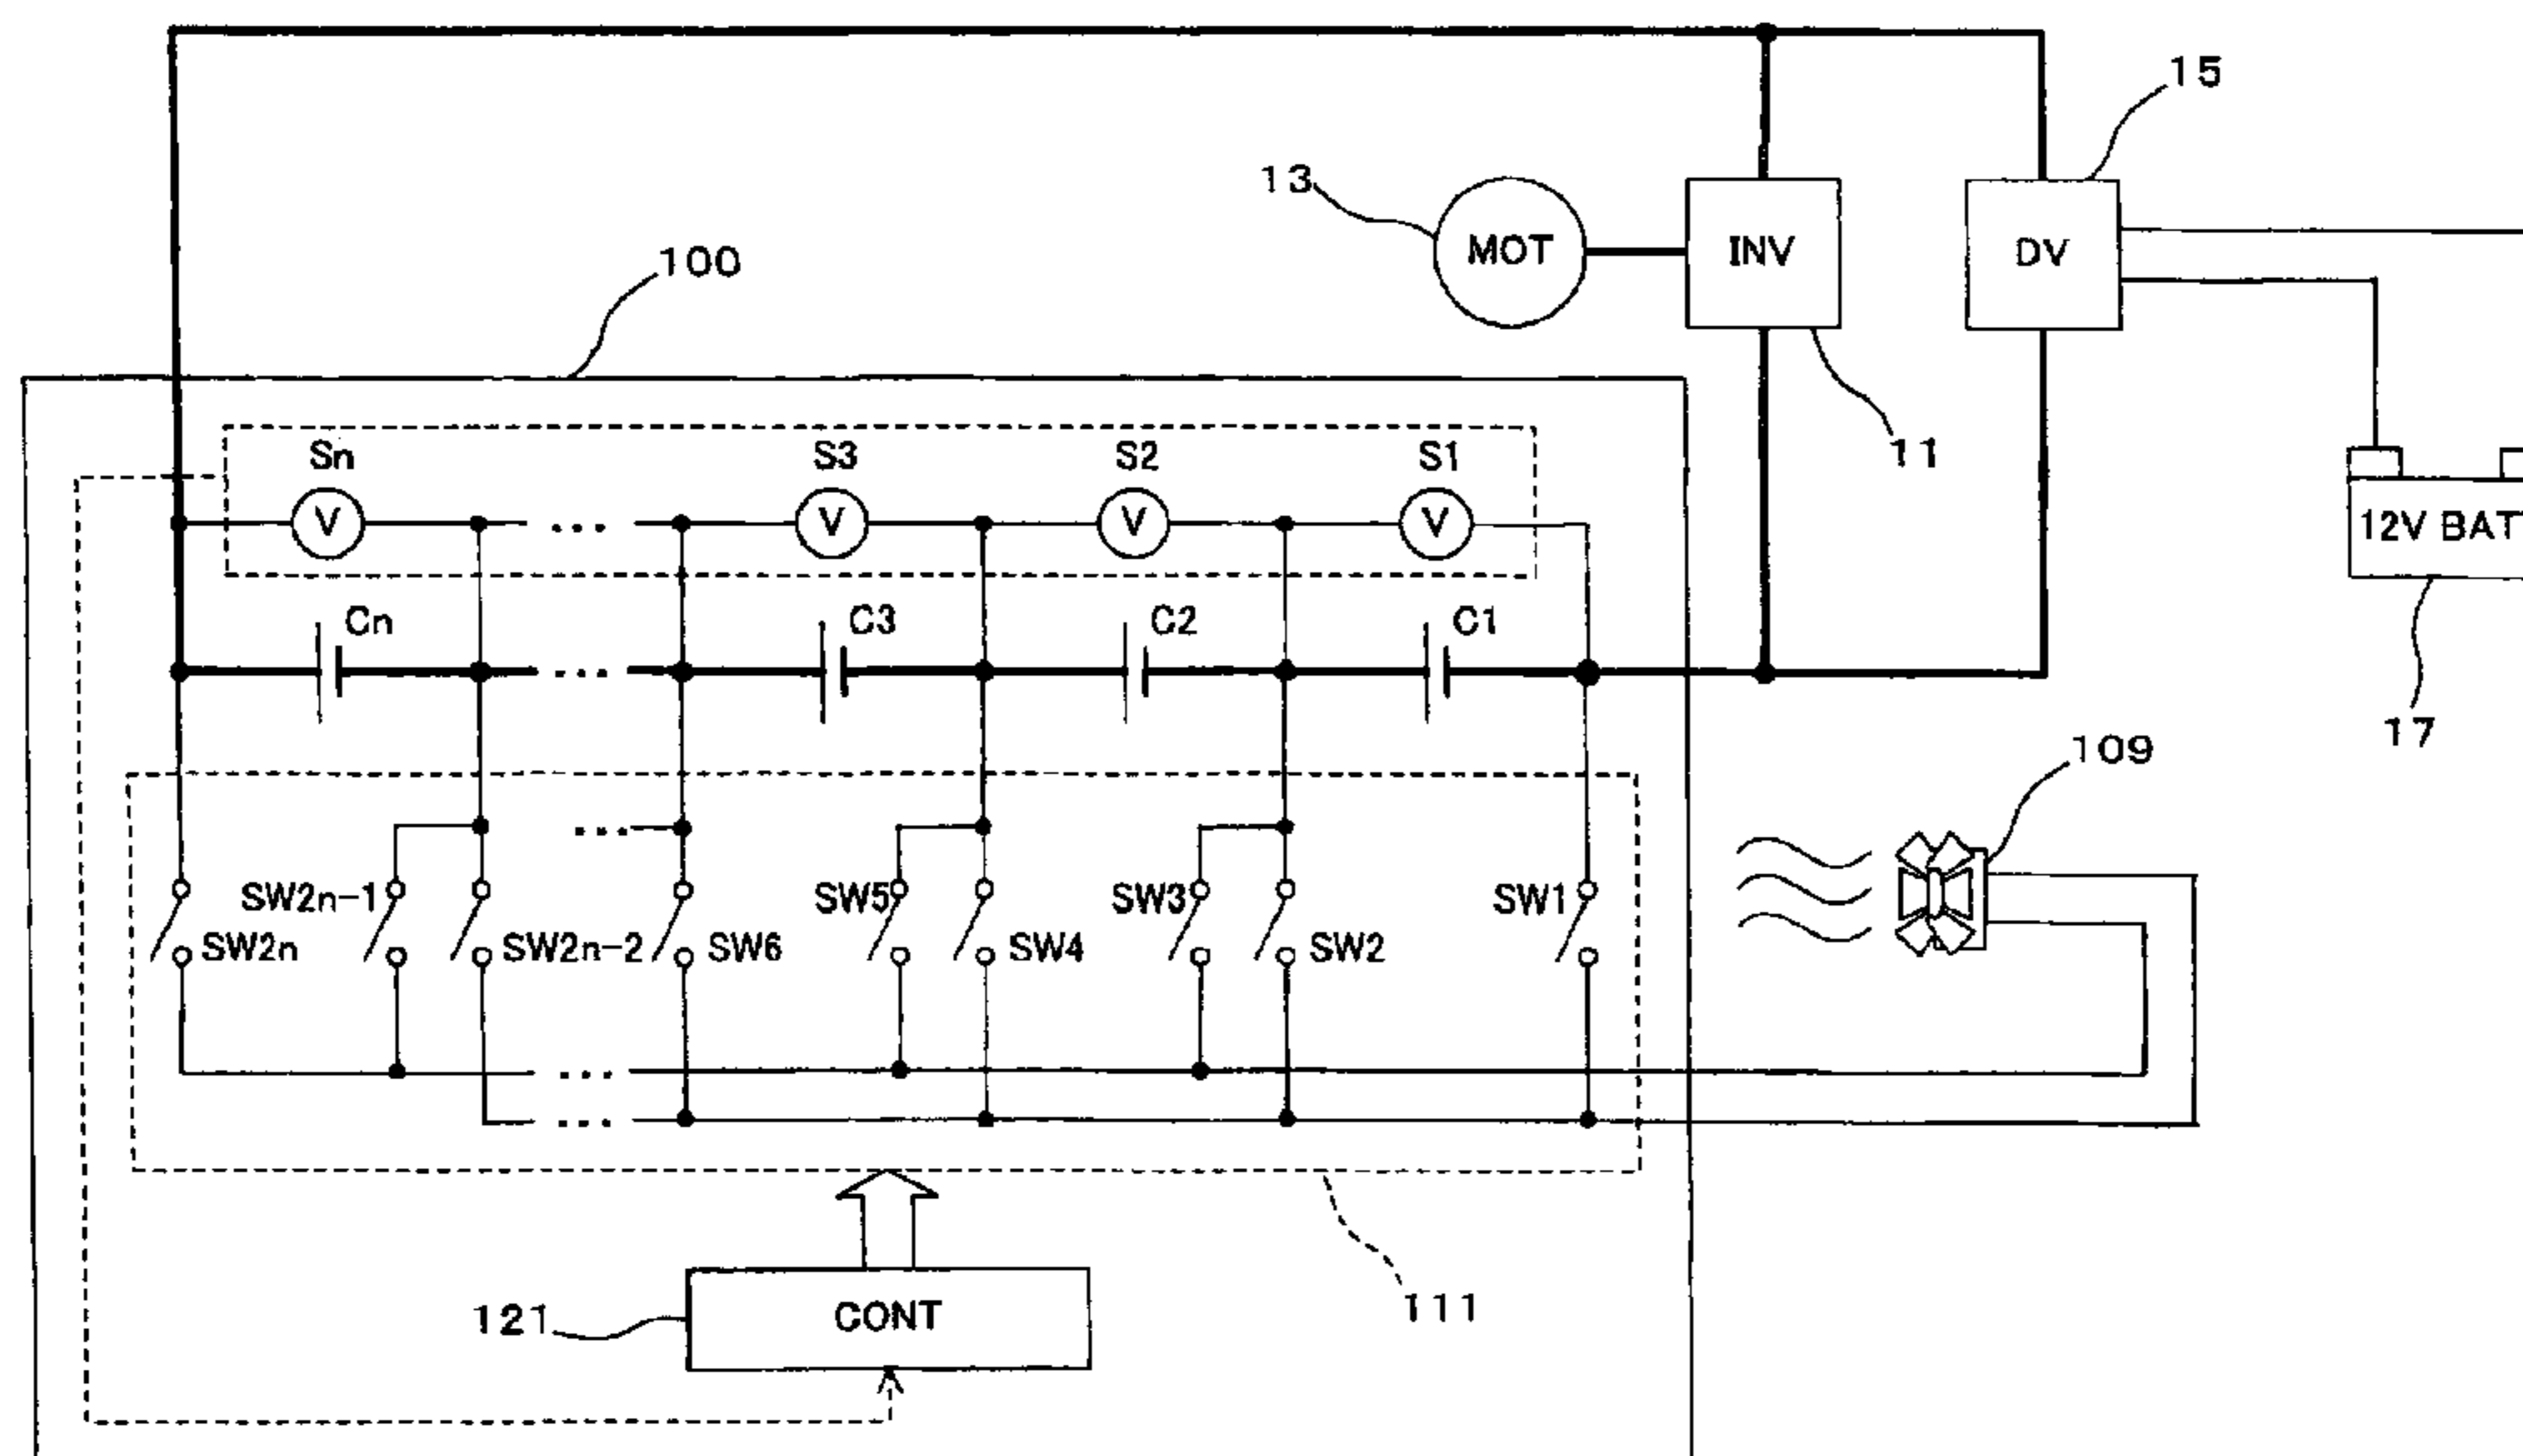 15
13
MOT
INV
DV
100
11
Sn
S3
S2
S1
V
...
V
V
V
12V BAT
Cn
C3
C2
C1
...
17
109
...
SW2n-1
SW5
SW3
SW1
SW2n
SW2n-2
SW6
SW4
SW2
...
...
121
CONT
111